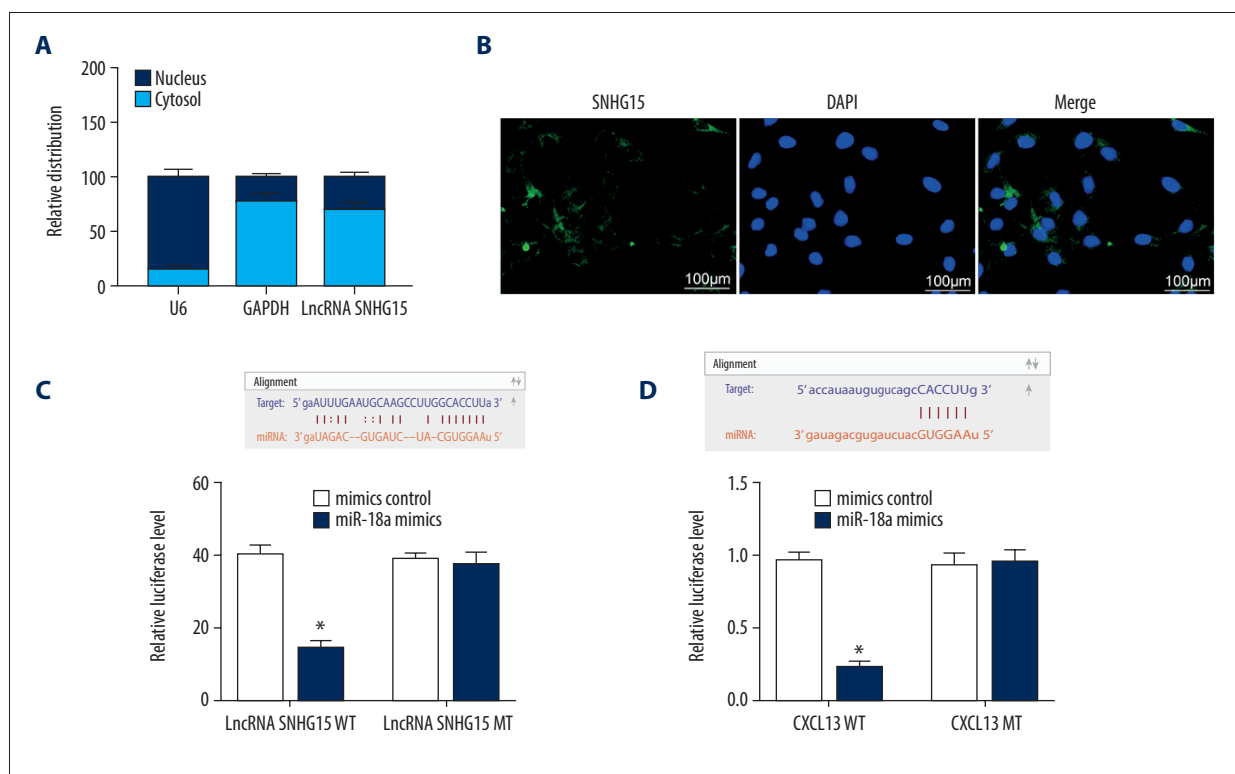 A
200
150
100
50
0
Relative distribution
Nucleus
Cytosol
U6 GAPDH LncRNA SNHG15
B
SNHG15 DAPI Merge
100µm 100µm 100µm
C
Alignment
Target: 5' gaAUUUGAAUGCAAGCCUUGGCACCUUa 3'
miRNA: 3' gaUAGAC--GUGAUC--UA-CGUGGAAu 5'
60
40
20
0
Relative luciferase level
mimics control
miR-18a mimics
*
LncRNA SNHG15 WT LncRNA SNHG15 MT
D
Alignment
Target: 5' accauaaugugucagcCACCUUg 3'
miRNA: 3' gauagacgugaucuacGUGGAAu 5'
1.5
1.0
0.5
0.0
Relative luciferase level
mimics control
miR-18a mimics
*
CXCL13 WT CXCL13 MT